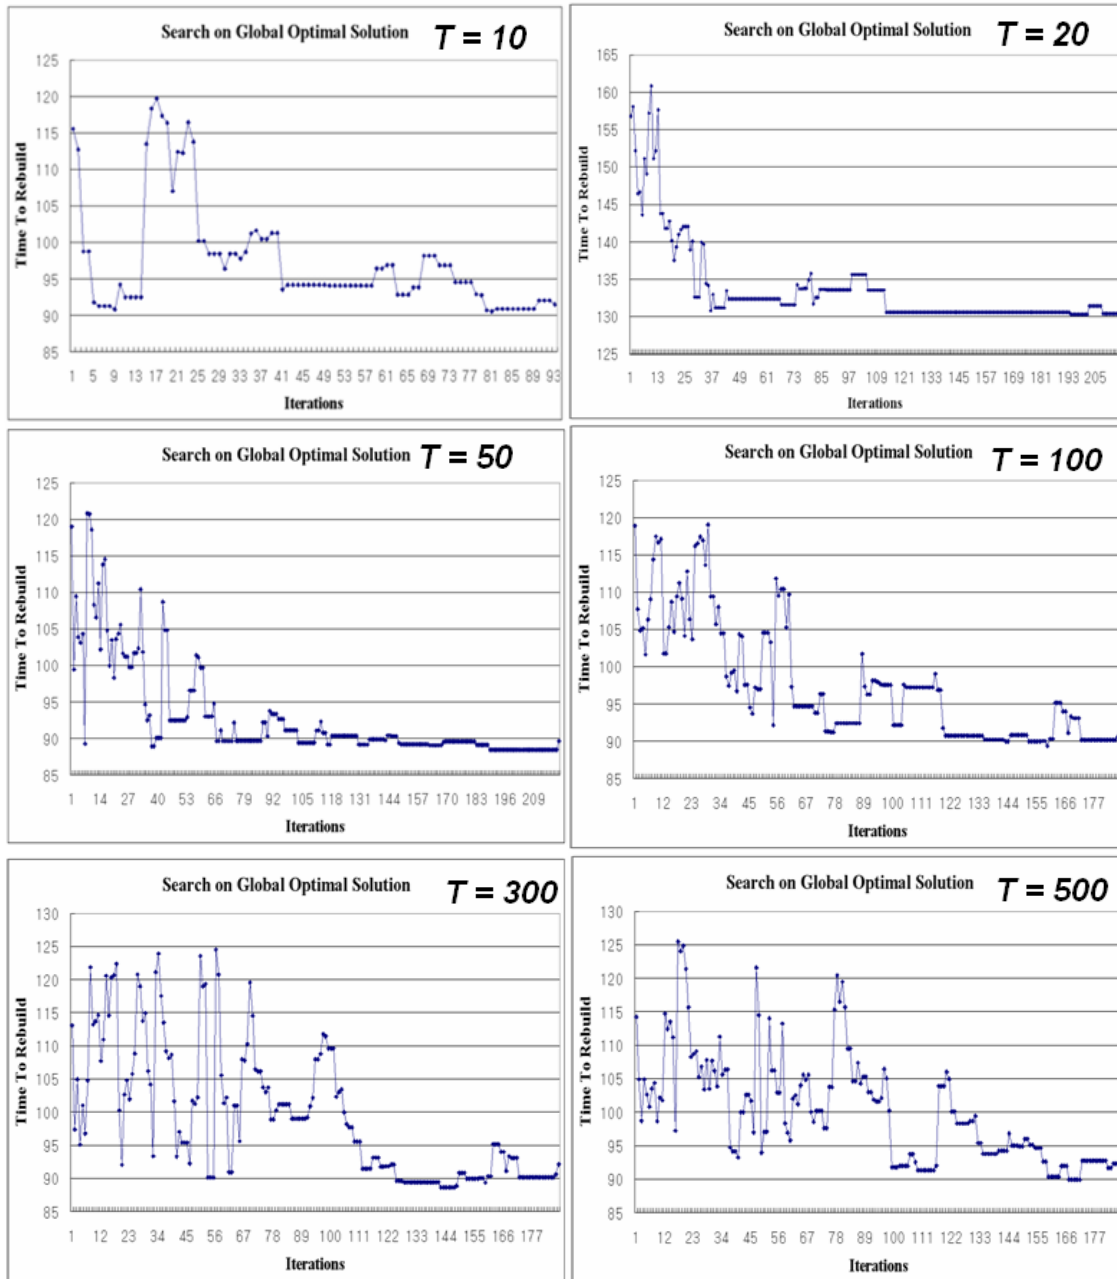 Search on Global Optimal Solution T = 10
125
120
115
110
105
100
95
90
85
Time To Rebuild
1 5 9 13 17 21 25 29 33 37 41 45 49 53 57 61 65 69 73 77 81 85 89 93
Iterations
Search on Global Optimal Solution T = 20
165
160
155
150
145
140
135
130
125
Time To Rebuild
1 13 25 37 49 61 73 85 97 109 121 133 145 157 169 181 193 205
Iterations
Search on Global Optimal Solution T = 50
125
120
115
110
105
100
95
90
85
Time To Rebuild
1 14 27 40 53 66 79 92 105 118 131 144 157 170 183 196 209
Iterations
Search on Global Optimal Solution T = 100
125
120
115
110
105
100
95
90
85
Time To Rebuild
1 12 23 34 45 56 67 78 89 100 111 122 133 144 155 166 177
Iterations
Search on Global Optimal Solution T = 300
130
125
120
115
110
105
100
95
90
85
Time To Rebuild
1 12 23 34 45 56 67 78 89 100 111 122 133 144 155 166 177
Iterations
Search on Global Optimal Solution T = 500
130
125
120
115
110
105
100
95
90
85
Time To Rebuild
1 12 23 34 45 56 67 78 89 100 111 122 133 144 155 166 177
Iterations